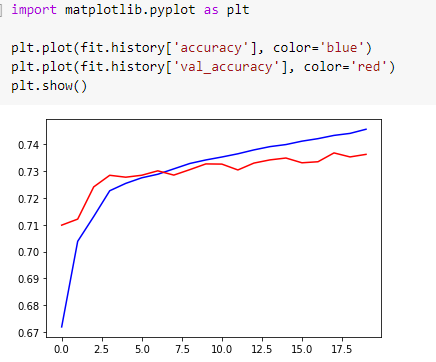 import matplotlib.pyplot as plt
plt.plot(fit.history['accuracy'], color='blue')
plt.plot(fit.history['val_accuracy'], color='red')
plt.show()
0.74
0.73
0.72
0.71
0.70
0.69
0.68
0.67
0.0 2.5 5.0 7.5 10.0 12.5 15.0 17.5